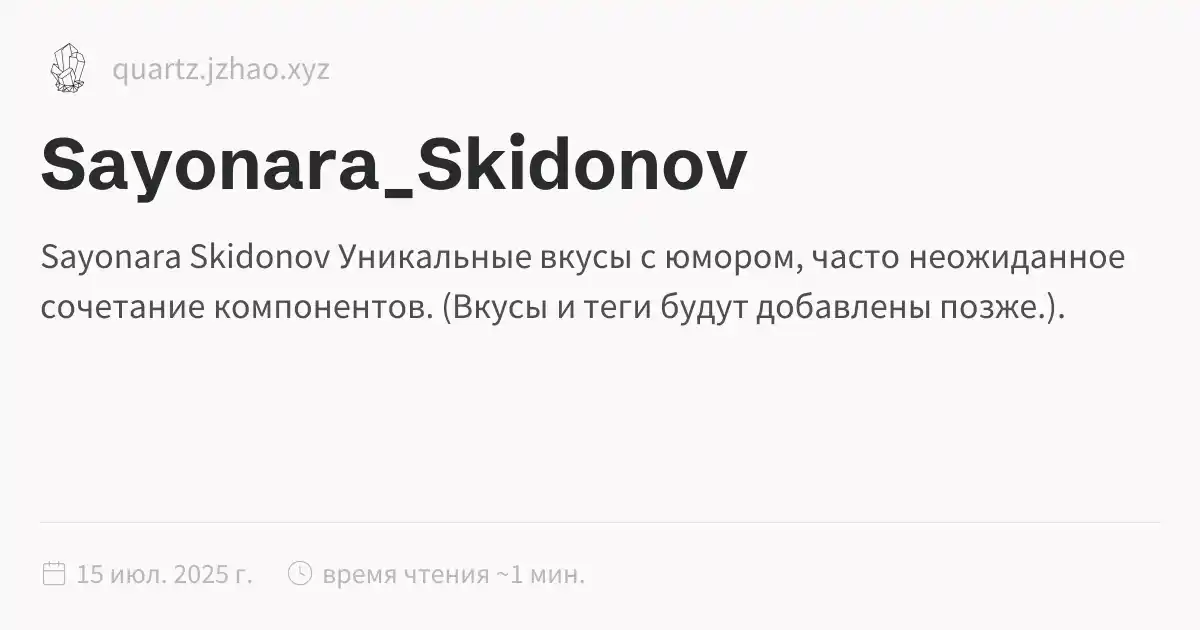 quartz.jzhao.xyz
Sayonara_Skidonov
Sayonara Skidonov Уникальные вкусы с юмором, часто неожиданное
сочетание компонентов. (Вкусы и теги будут добавлены позже.).
15 июл. 2025 г. время чтения ~1 мин.